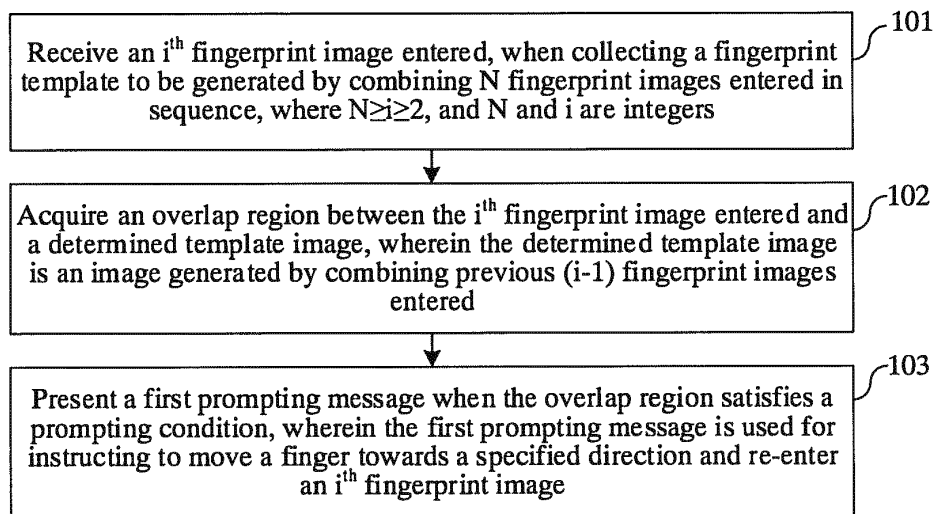 101
Receive an ith fingerprint image entered, when collecting a fingerprint
template to be generated by combining N fingerprint images entered in
sequence, where N≥i≥2, and N and i are integers
102
Acquire an overlap region between the ith fingerprint image entered and
a determined template image, wherein the determined template image
is an image generated by combining previous (i-1) fingerprint images
entered
103
Present a first prompting message when the overlap region satisfies a
prompting condition, wherein the first prompting message is used for
instructing to move a finger towards a specified direction and re-enter
an ith fingerprint image